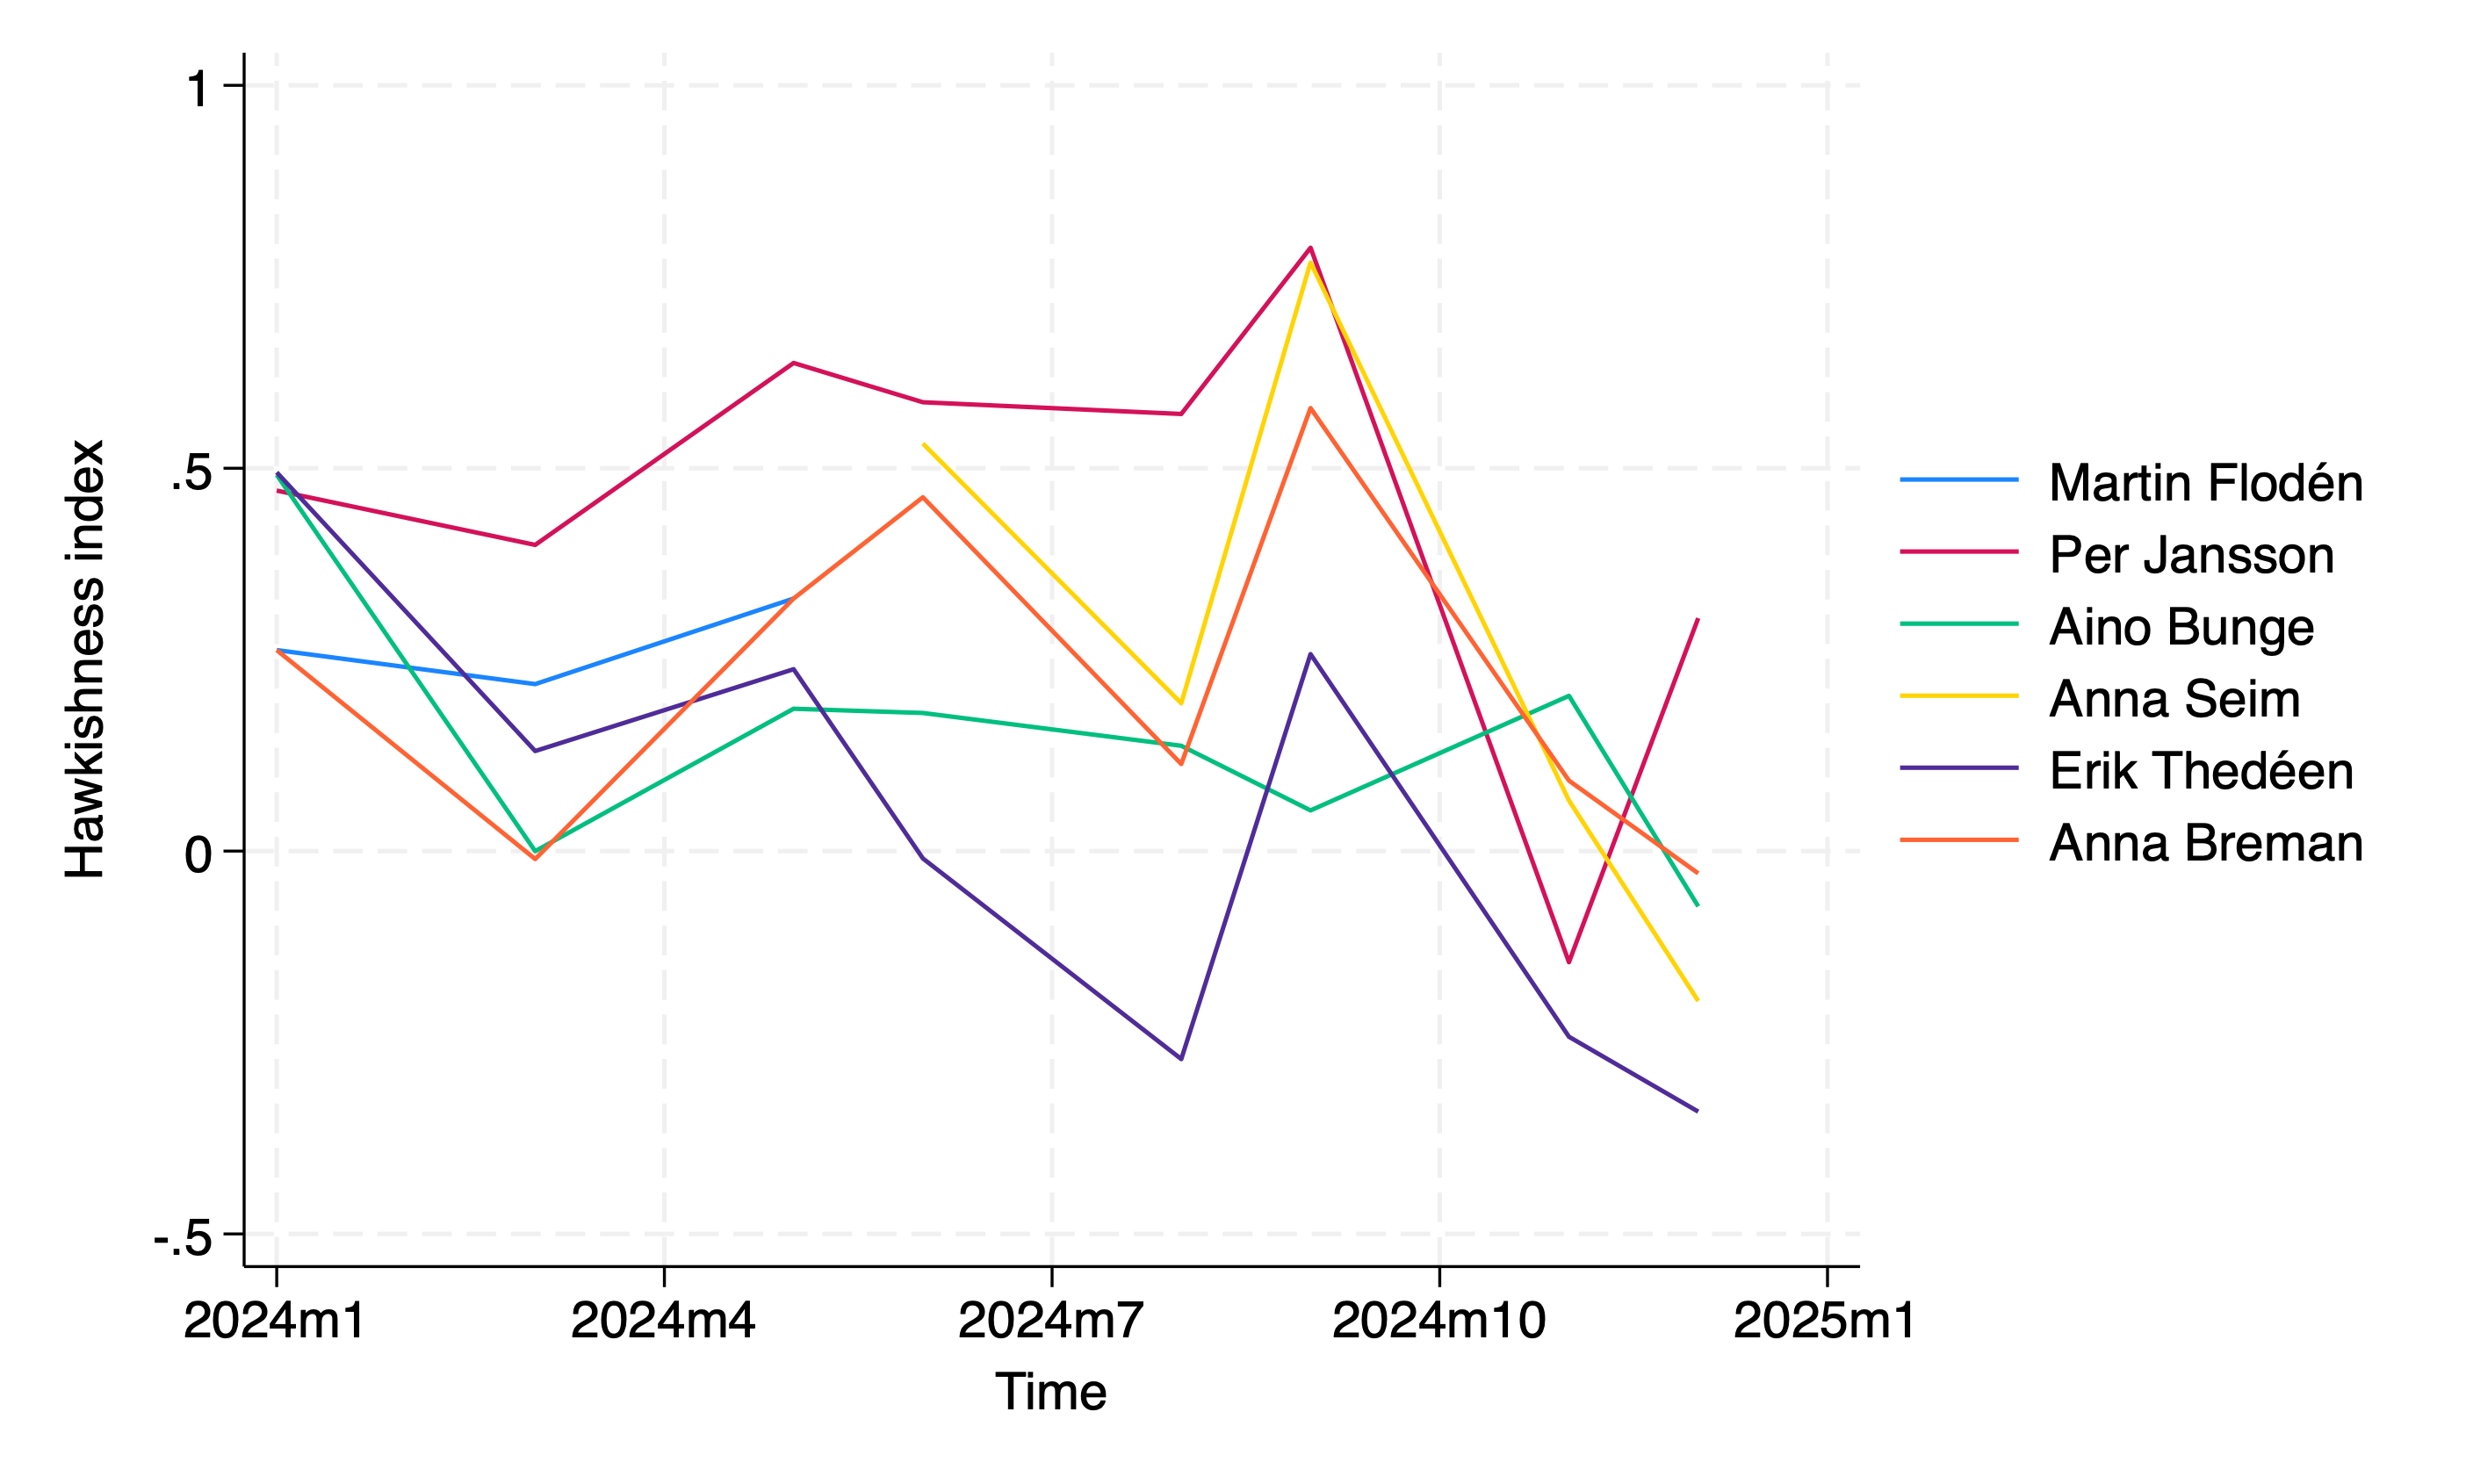 Hawkishness index
1
.5
0
-.5
2024m1
2024m4
2024m7
2024m10
2025m1
Time
Martin Flodén
Per Jansson
Aino Bunge
Anna Seim
Erik Thedéen
Anna Breman